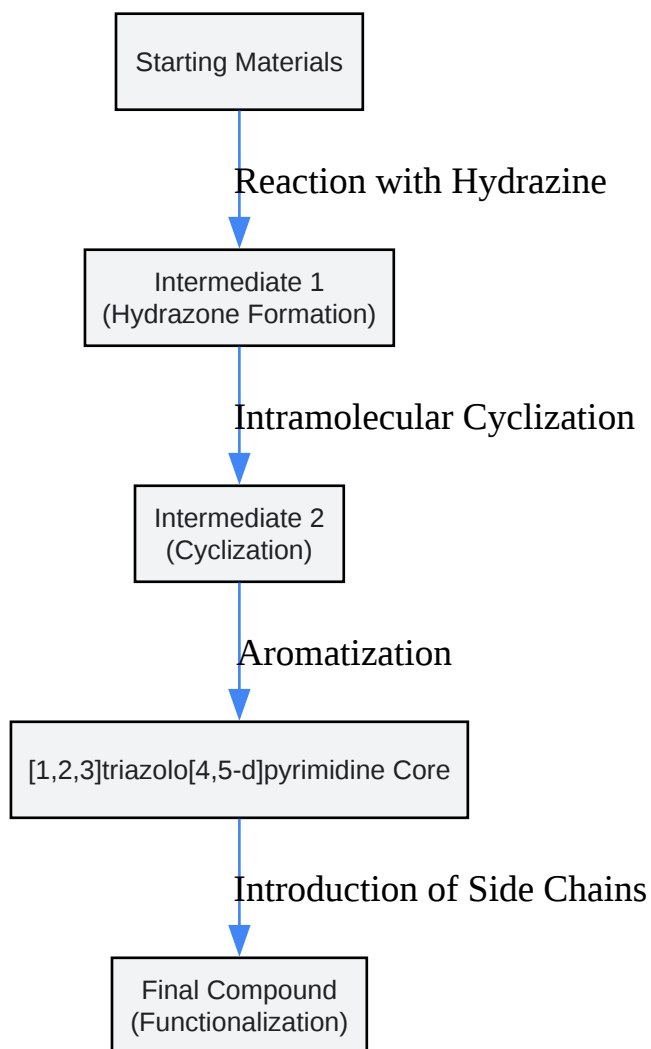 Starting Materials
Reaction with Hydrazine
Intermediate 1
(Hydrazone Formation)
Intramolecular Cyclization
Intermediate 2
(Cyclization)
Aromatization
[1,2,3]triazolo[4,5-d]pyrimidine Core
Introduction of Side Chains
Final Compound
(Functionalization)